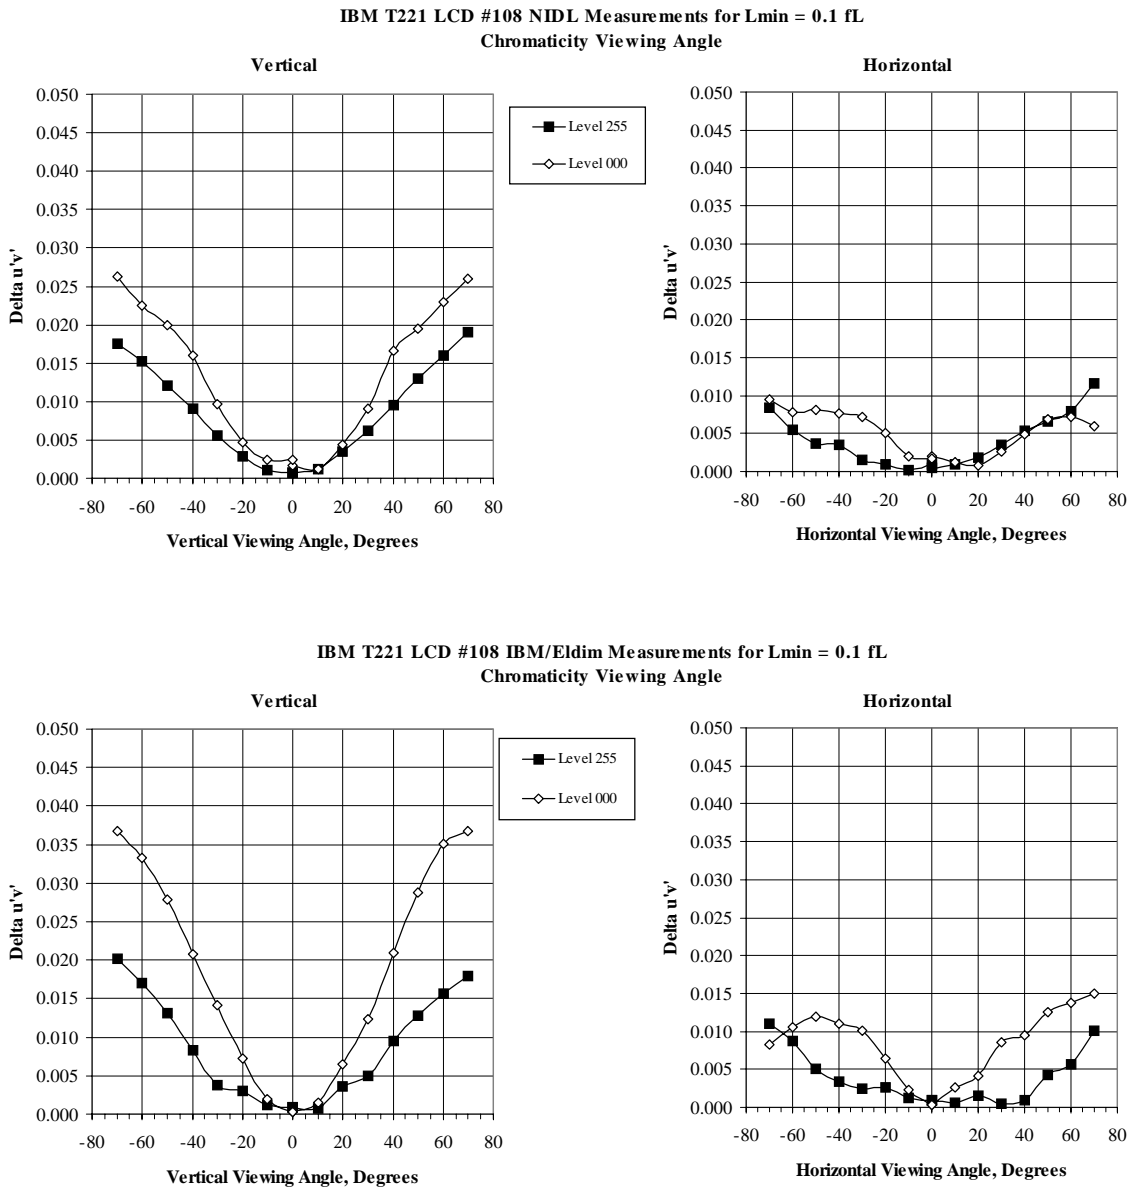 IBM T221 LCD #108 NIDL Measurements for Lmin = 0.1 fL
Chromaticity Viewing Angle
Vertical
0.050
0.045
0.040
0.035
0.030
0.025
0.020
0.015
0.010
0.005
0.000
-80 -60 -40 -20 0 20 40 60 80
Delta u'v'
Vertical Viewing Angle, Degrees
Level 255
Level 000
Horizontal
0.050
0.045
0.040
0.035
0.030
0.025
0.020
0.015
0.010
0.005
0.000
-80 -60 -40 -20 0 20 40 60 80
Delta u'v'
Horizontal Viewing Angle, Degrees
IBM T221 LCD #108 IBM/Eldim Measurements for Lmin = 0.1 fL
Chromaticity Viewing Angle
Vertical
0.050
0.045
0.040
0.035
0.030
0.025
0.020
0.015
0.010
0.005
0.000
-80 -60 -40 -20 0 20 40 60 80
Delta u'v'
Vertical Viewing Angle, Degrees
Level 255
Level 000
Horizontal
0.050
0.045
0.040
0.035
0.030
0.025
0.020
0.015
0.010
0.005
0.000
-80 -60 -40 -20 0 20 40 60 80
Delta u'v'
Horizontal Viewing Angle, Degrees